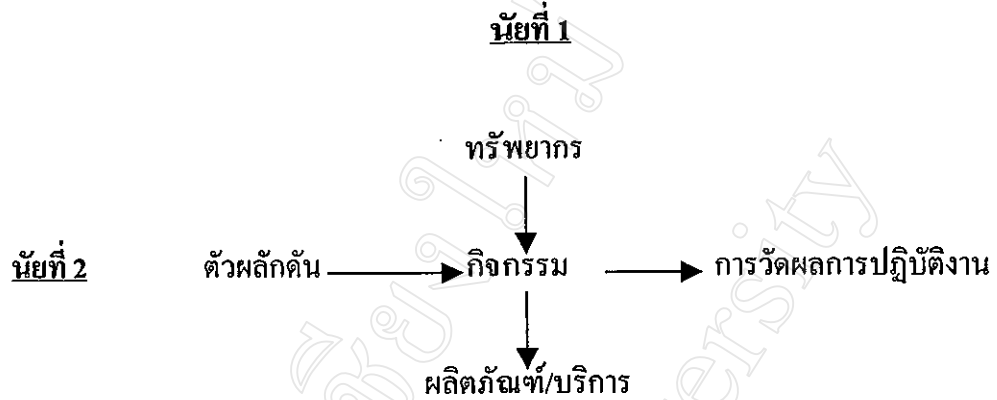 นัยที่ 1
ทรัพยากร
นัยที่ 2 ตัวผลักดัน กิจกรรม การวัดผลการปฏิบัติงาน
ผลิตภัณฑ์/บริการ